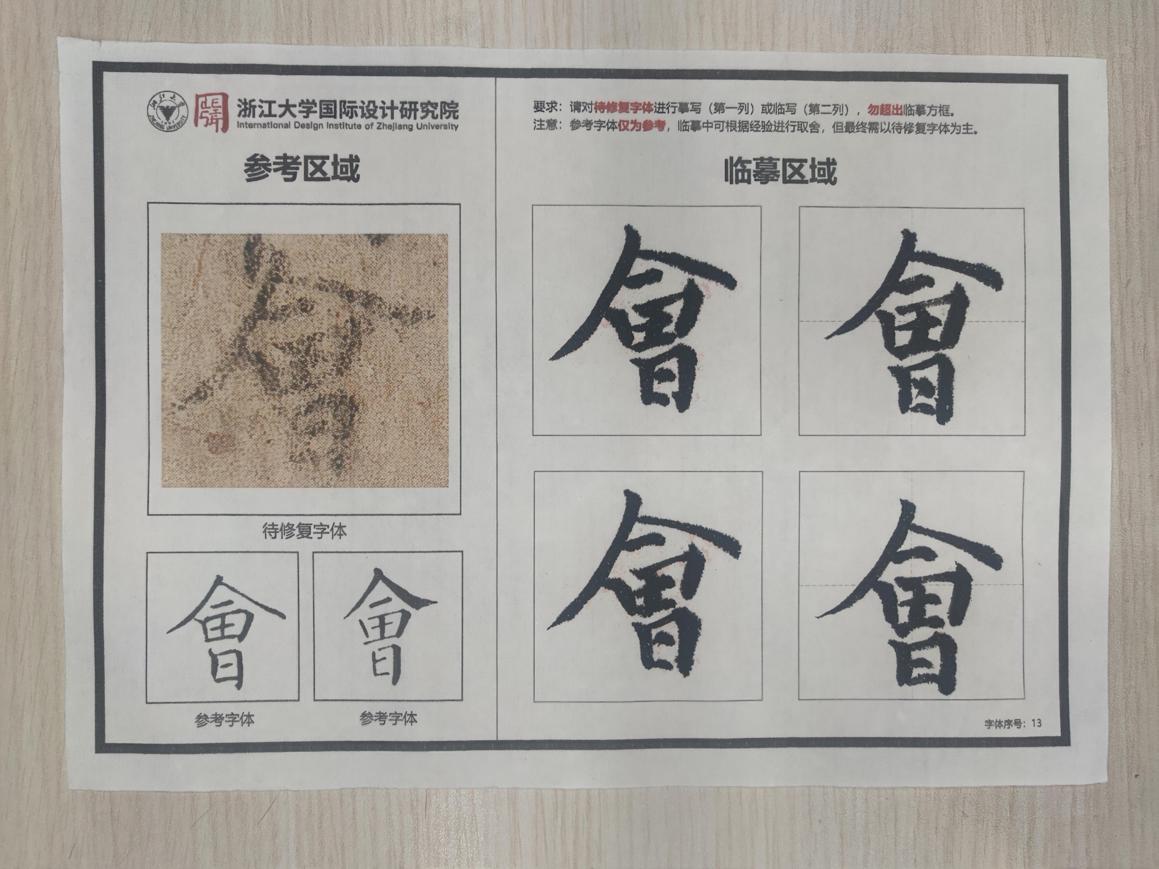 浙江大学国际设计研究院
International Design Institute of Zhejiang University
参考区域
會
待修复字体
會 會
参考字体 参考字体
要求：请对待修复字体进行摹写（第一列）或临写（第二列），勿超出临摹方框。
注意：参考字体仅为参考，临摹中可根据经验进行取舍，但最终需以待修复字体为主。
临摹区域
會 會
會 會
字体序号：13